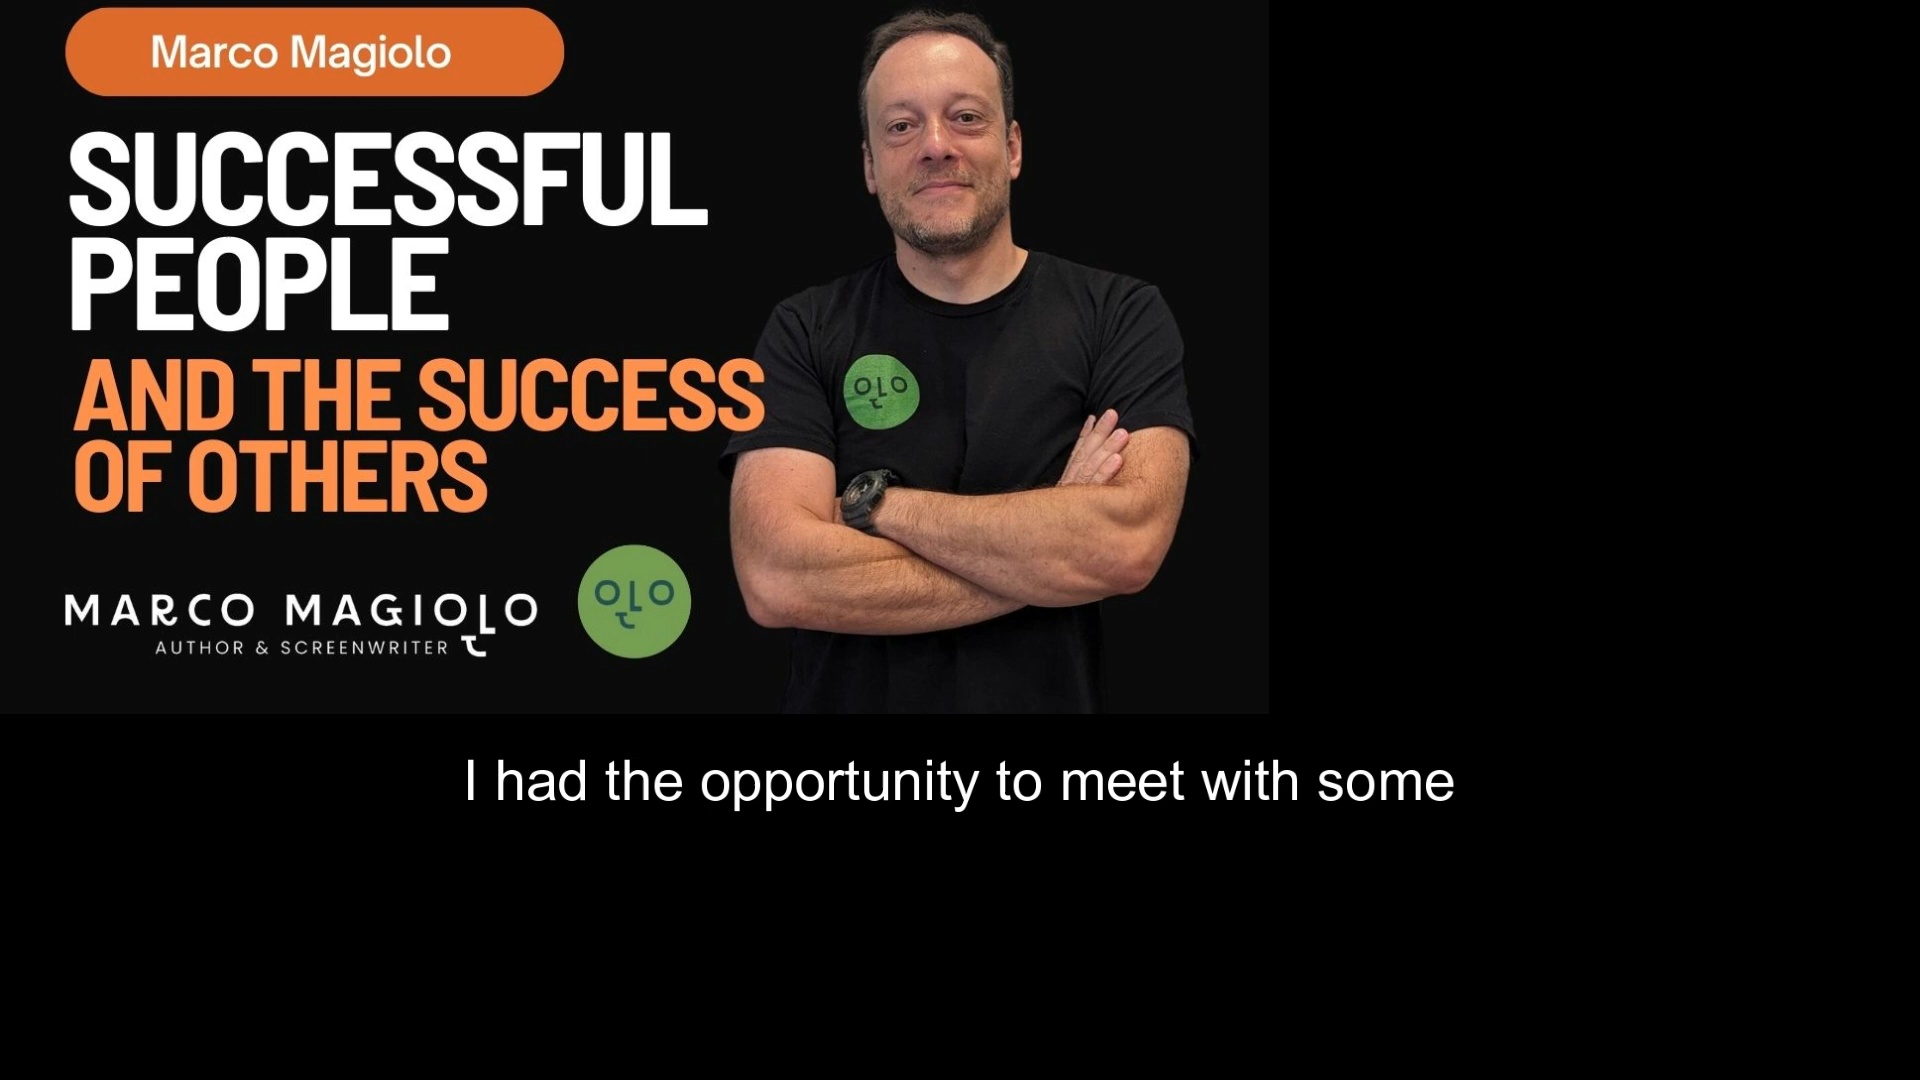 Marco Magiolo
SUCCESSFUL
PEOPLE
AND THE SUCCESS
OF OTHERS
MARCO MAGIOLO
AUTHOR & SCREENWRITER
I had the opportunity to meet with some